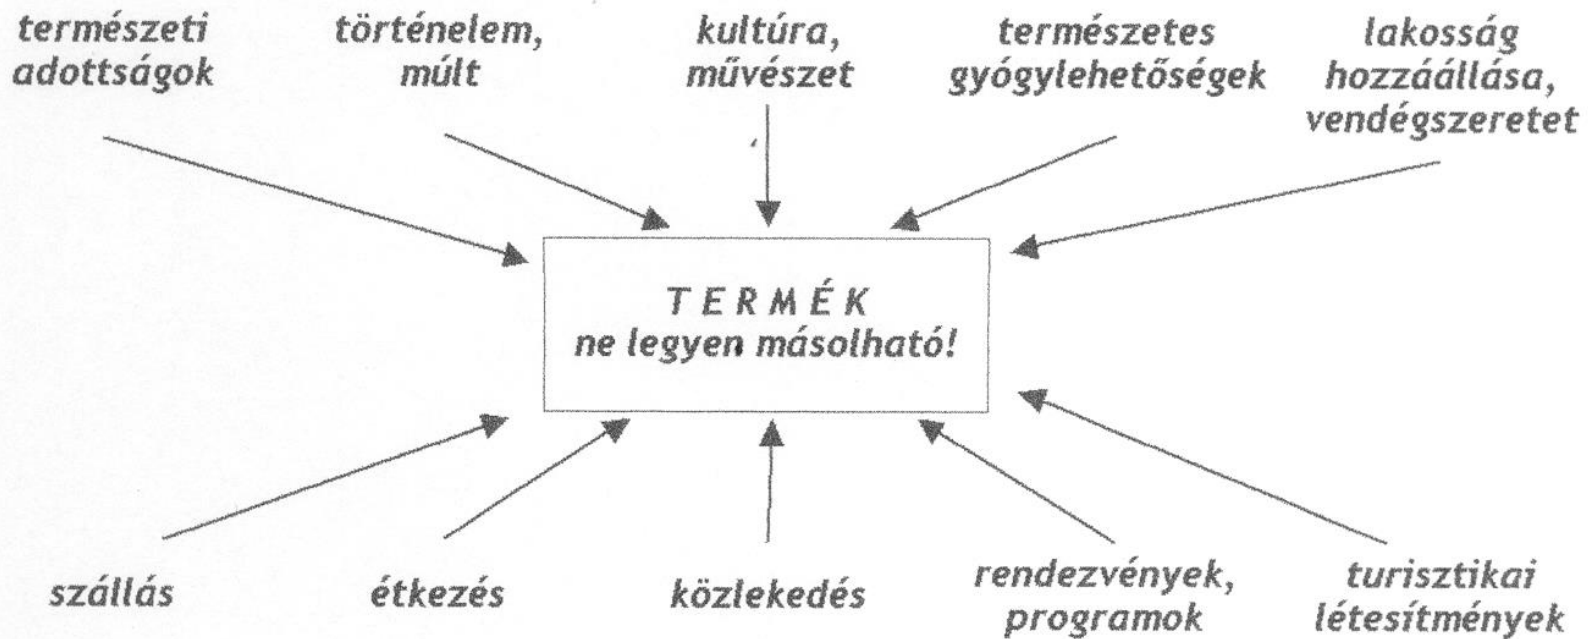 természeti
adottságok
történelem,
múlt
kultúra,
művészet
természetes
gyógylehetőségek
lakosság
hozzáállása,
vendégszeretet
T E R M É K
ne legyen másolható!
szállás
étkezés
közlekedés
rendezvények,
programok
turisztikai
létesítmények